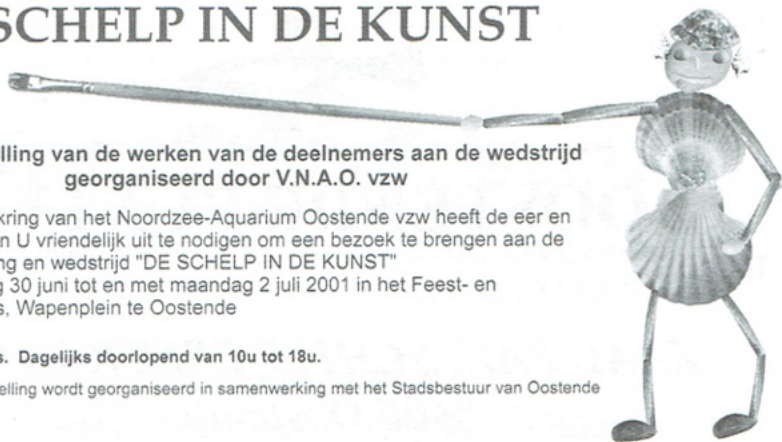 SCHELP IN DE KUNST
lling van de werken van de deelnemers aan de wedstrijd
georganiseerd door V.N.A.O. vzw
kring van het Noordzee-Aquarium Oostende vzw heeft de eer en
n U vriendelijk uit te nodigen om een bezoek te brengen aan de
ng en wedstrijd "DE SCHELP IN DE KUNST"
g 30 juni tot en met maandag 2 juli 2001 in het Feest- en
s, Wapenplein te Oostende
s. Dagelijks doorlopend van 10u tot 18u.
elling wordt georganiseerd in samenwerking met het Stadsbestuur van Oostende